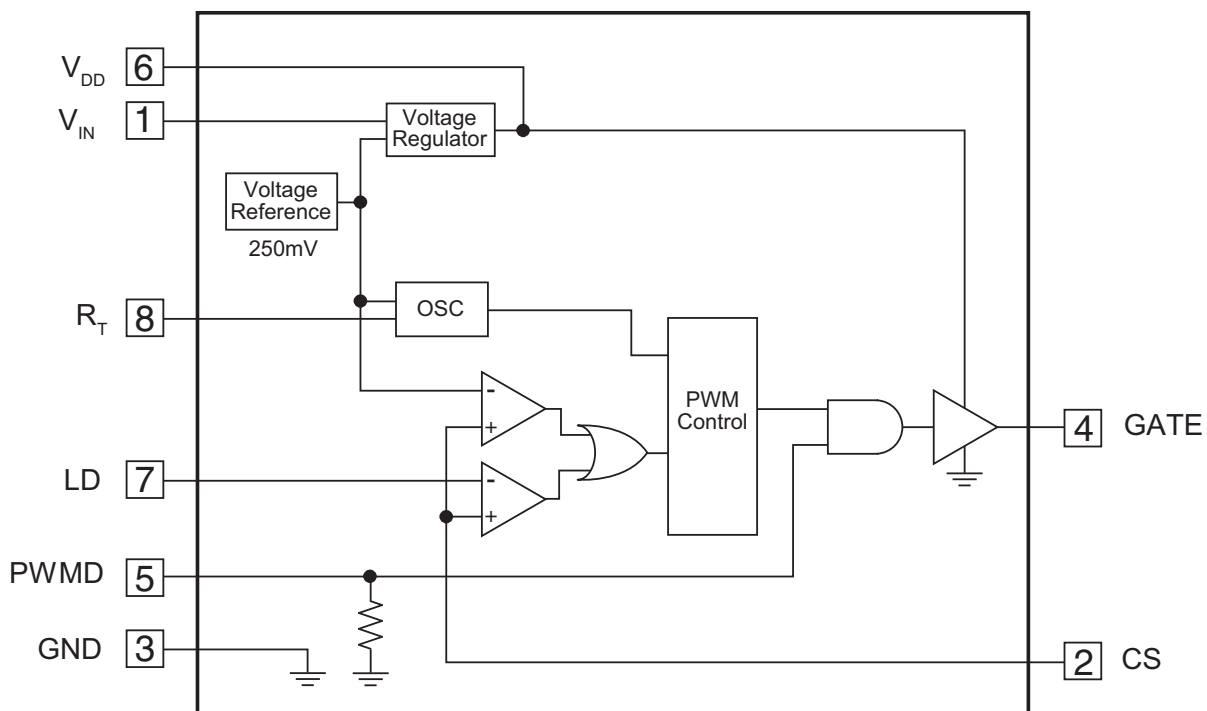 V_DD 6
V_IN 1
Voltage
Regulator
Voltage
Reference
250mV
R_T 8
OSC
-
+
PWM
Control
4 GATE
LD 7
-
+
PWMD 5
GND 3
2 CS